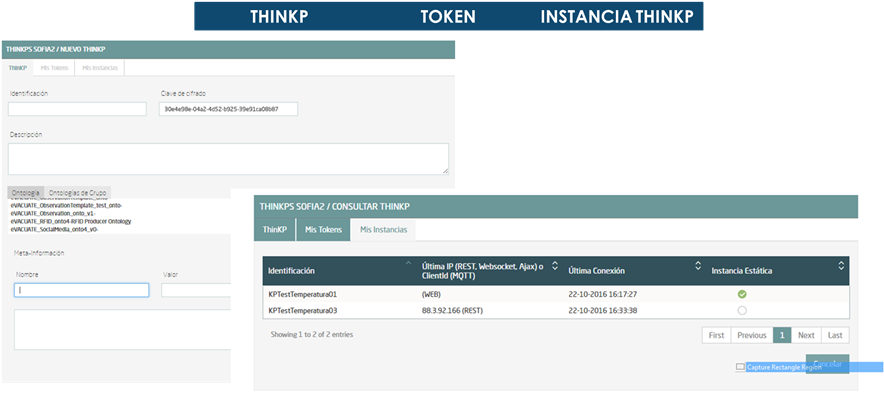 THINKP TOKEN INSTANCIA THINKP
THINKPS SOFIA2 / NUEVO THINKP
ThinKP Mis Tokens Mis Instancias
Identificación Clave de cifrado
30e4e98e-04a2-4d52-b925-39e91ca08b87
Descripción
Ontología Ontologías de Grupo
eVACUATE_ObservationTemplate_test_onto-
eVACUATE_Observation_onto_v1-
eVACUATE_RFID_onto4-RFID Producer Ontology
eVACUATE_SocialMedia_onto4_v0-
Meta-Información
Nombre Valor
THINKPS SOFIA2 / CONSULTAR THINKP
ThinKP Mis Tokens Mis Instancias
Identificación Última IP (REST, Websocket, Ajax) o ClientId (MQTT) Última Conexión Instancia Estática
KPTestTemperatura01 (WEB) 22-10-2016 16:17:27
KPTestTemperatura03 88.3.92.166 (REST) 22-10-2016 16:33:38
Showing 1 to 2 of 2 entries
First Previous 1 Next Last
Cancelar
Capture Rectangle Region